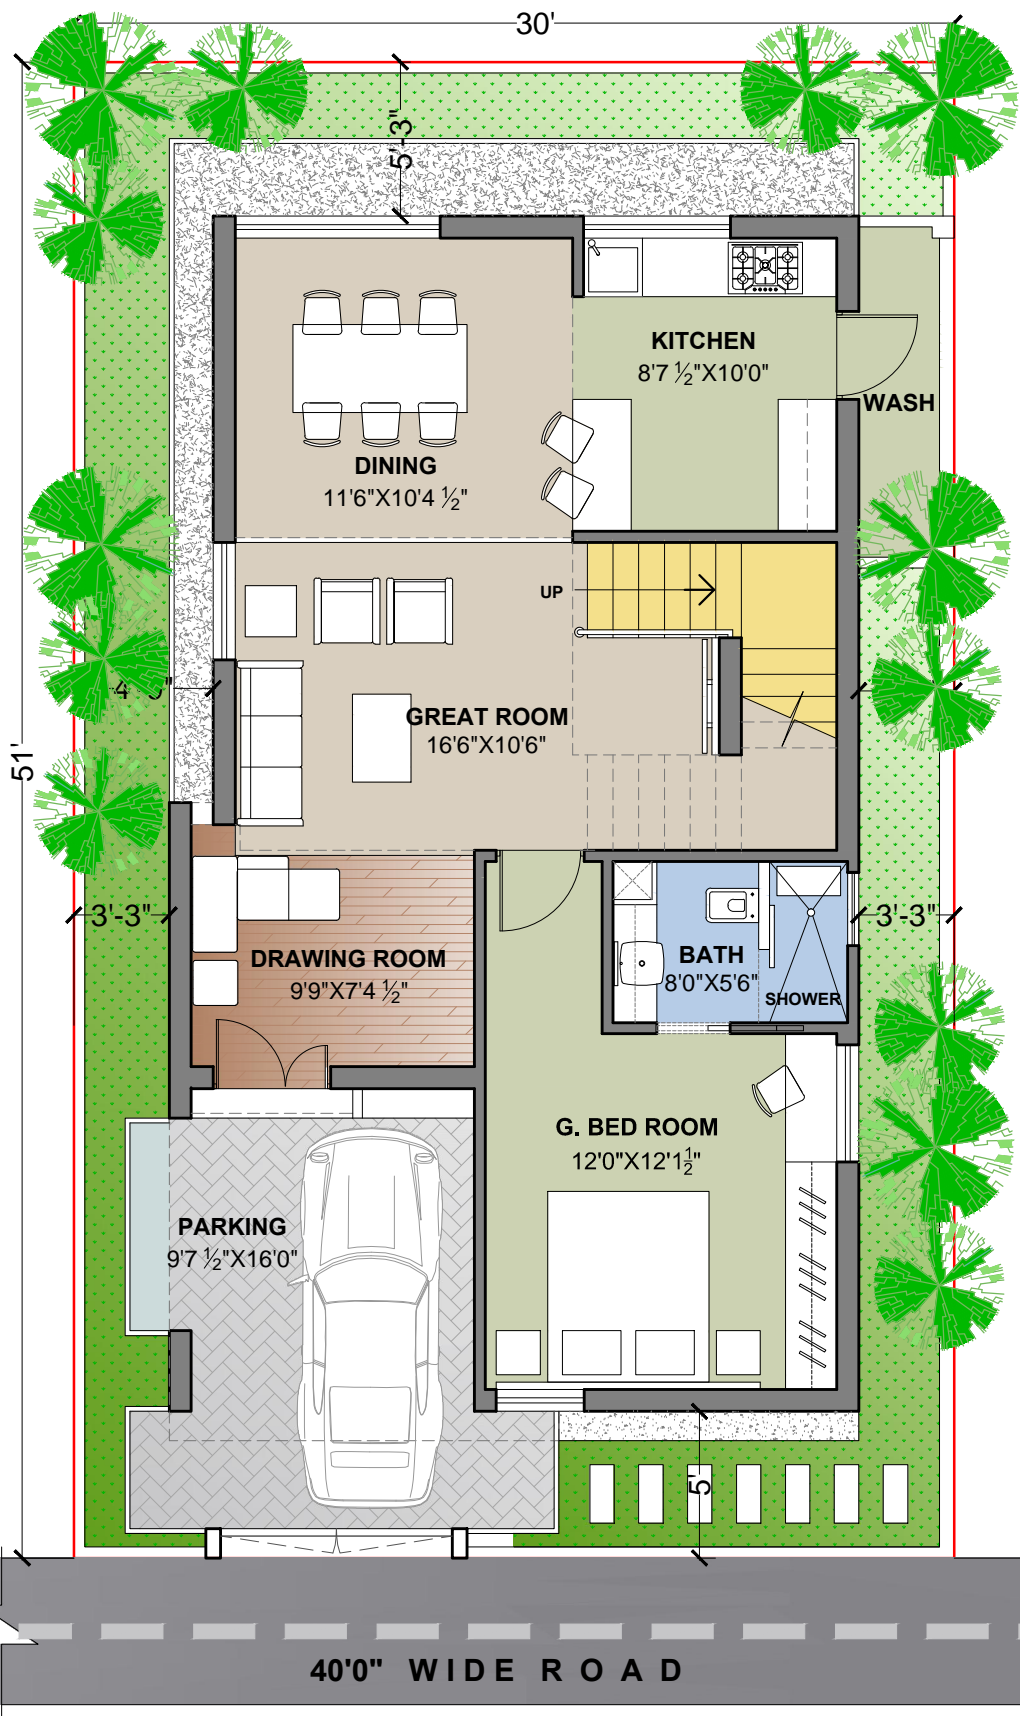 30'
5'-3"
KITCHEN
8'7 ½"X10'0"
WASH
DINING
11'6"X10'4 ½"
UP
GREAT ROOM
16'6"X10'6"
51'
3'-3"
3'-3"
DRAWING ROOM
9'9"X7'4 ½"
BATH
8'0"X5'6"
SHOWER
G. BED ROOM
12'0"X12'1½"
PARKING
9'7 ½"X16'0"
5'
40'0" WIDE ROAD